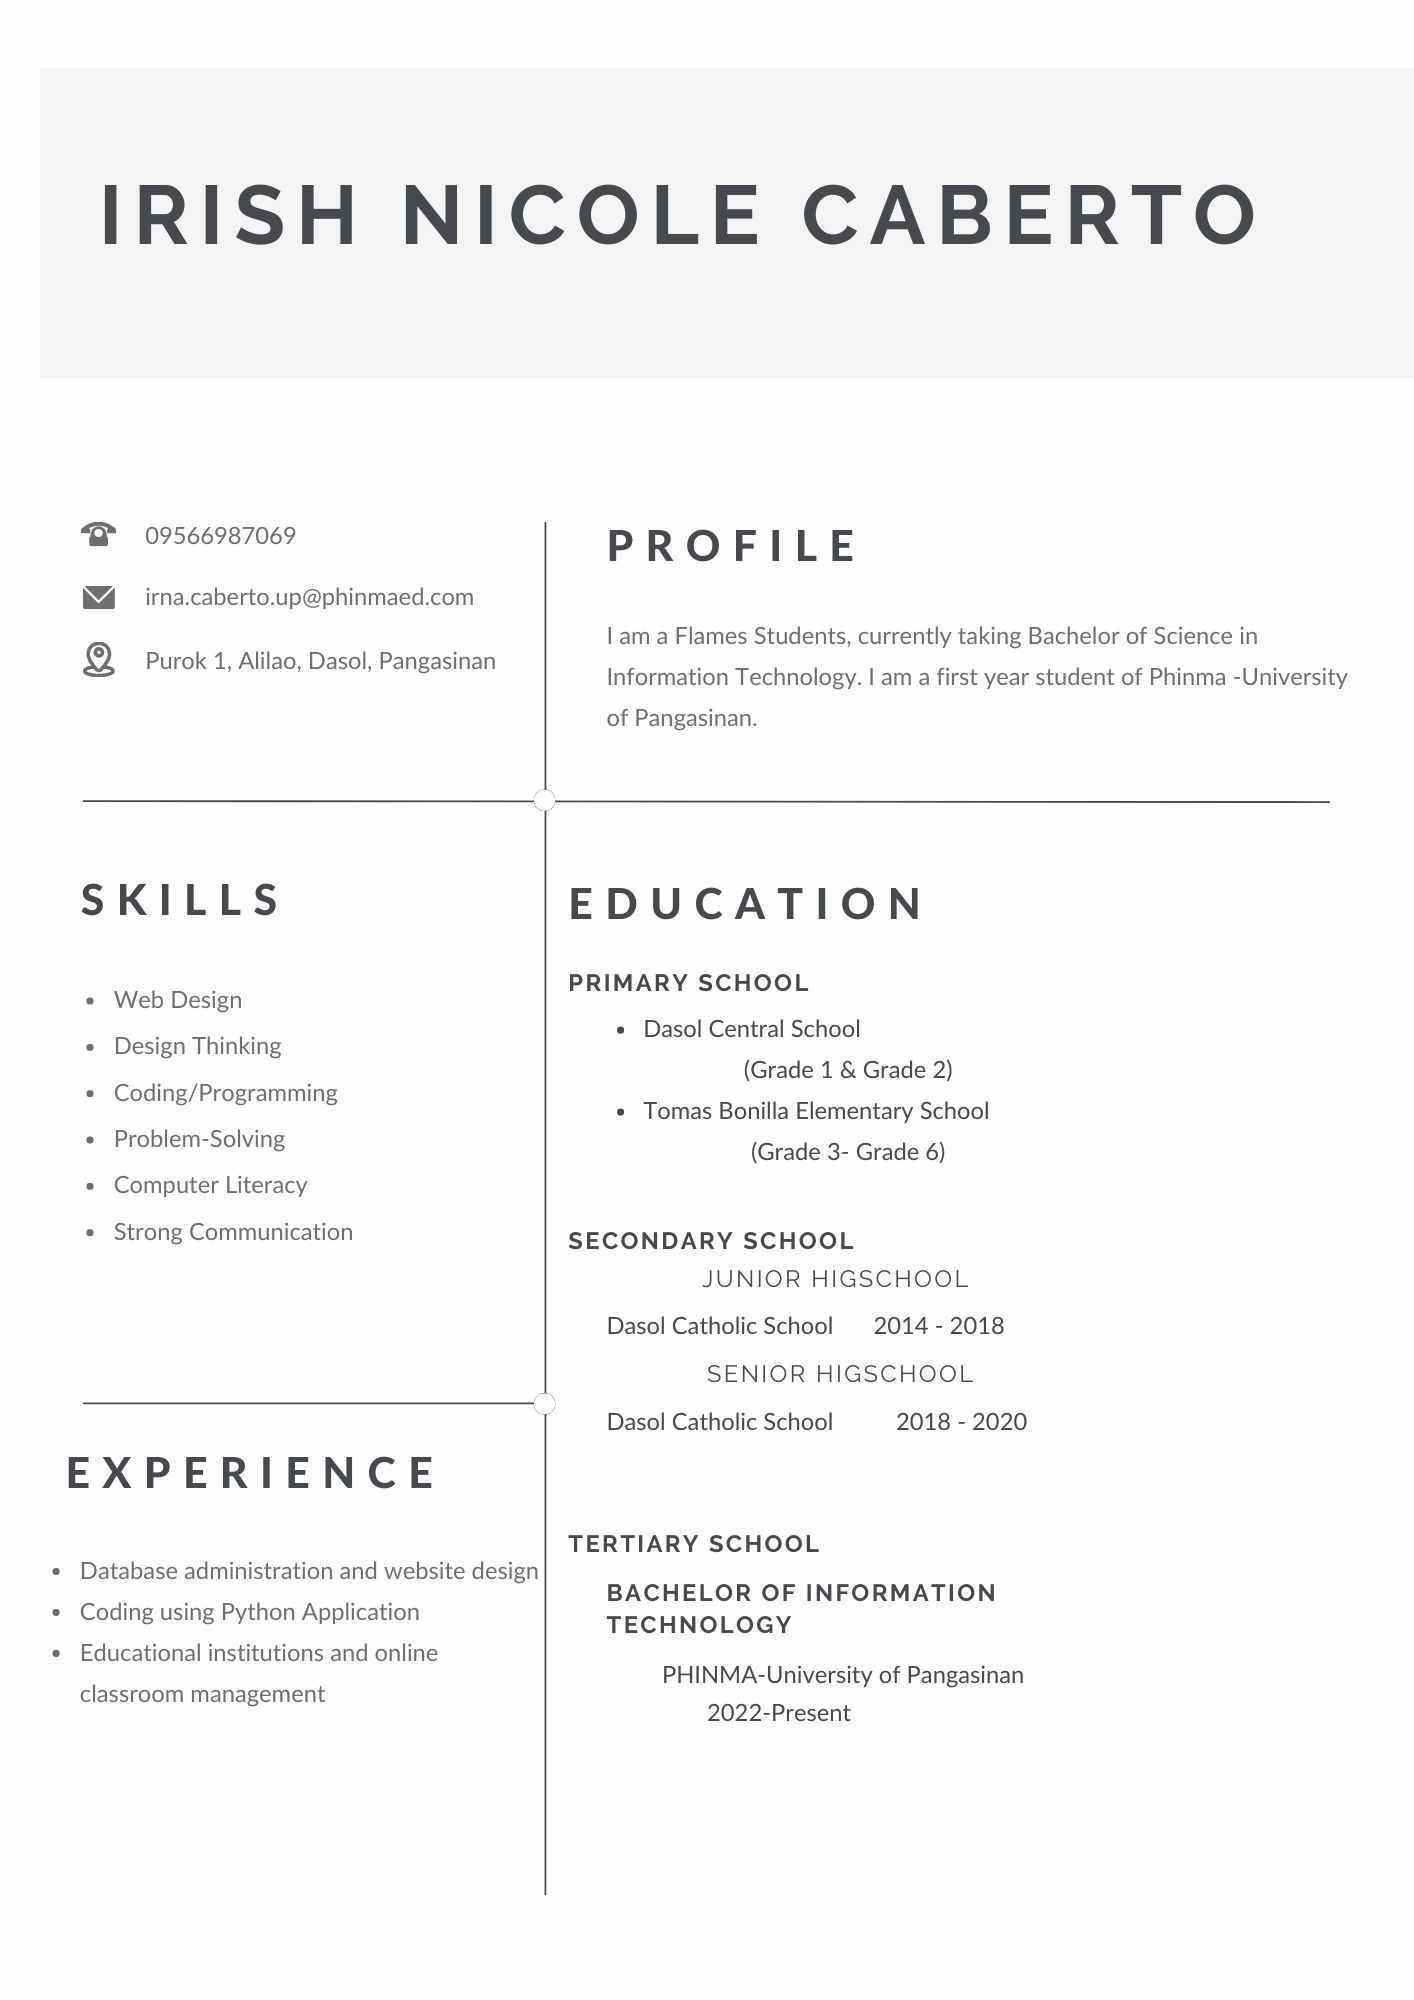 IRISH NICOLE CABERTO
09566987069
irna.caberto.up@phinmaed.com
Purok 1, Alilao, Dasol, Pangasinan
PROFILE
I am a Flames Students, currently taking Bachelor of Science in
Information Technology. I am a first year student of Phinma -University
of Pangasinan.
SKILLS
• Web Design
• Design Thinking
• Coding/Programming
• Problem-Solving
• Computer Literacy
• Strong Communication
EXPERIENCE
• Database administration and website design
• Coding using Python Application
• Educational institutions and online
classroom management
EDUCATION
PRIMARY SCHOOL
• Dasol Central School
(Grade 1 & Grade 2)
• Tomas Bonilla Elementary School
(Grade 3- Grade 6)
SECONDARY SCHOOL
JUNIOR HIGSCHOOL
Dasol Catholic School 2014 - 2018
SENIOR HIGSCHOOL
Dasol Catholic School 2018 - 2020
TERTIARY SCHOOL
BACHELOR OF INFORMATION
TECHNOLOGY
PHINMA-University of Pangasinan
2022-Present